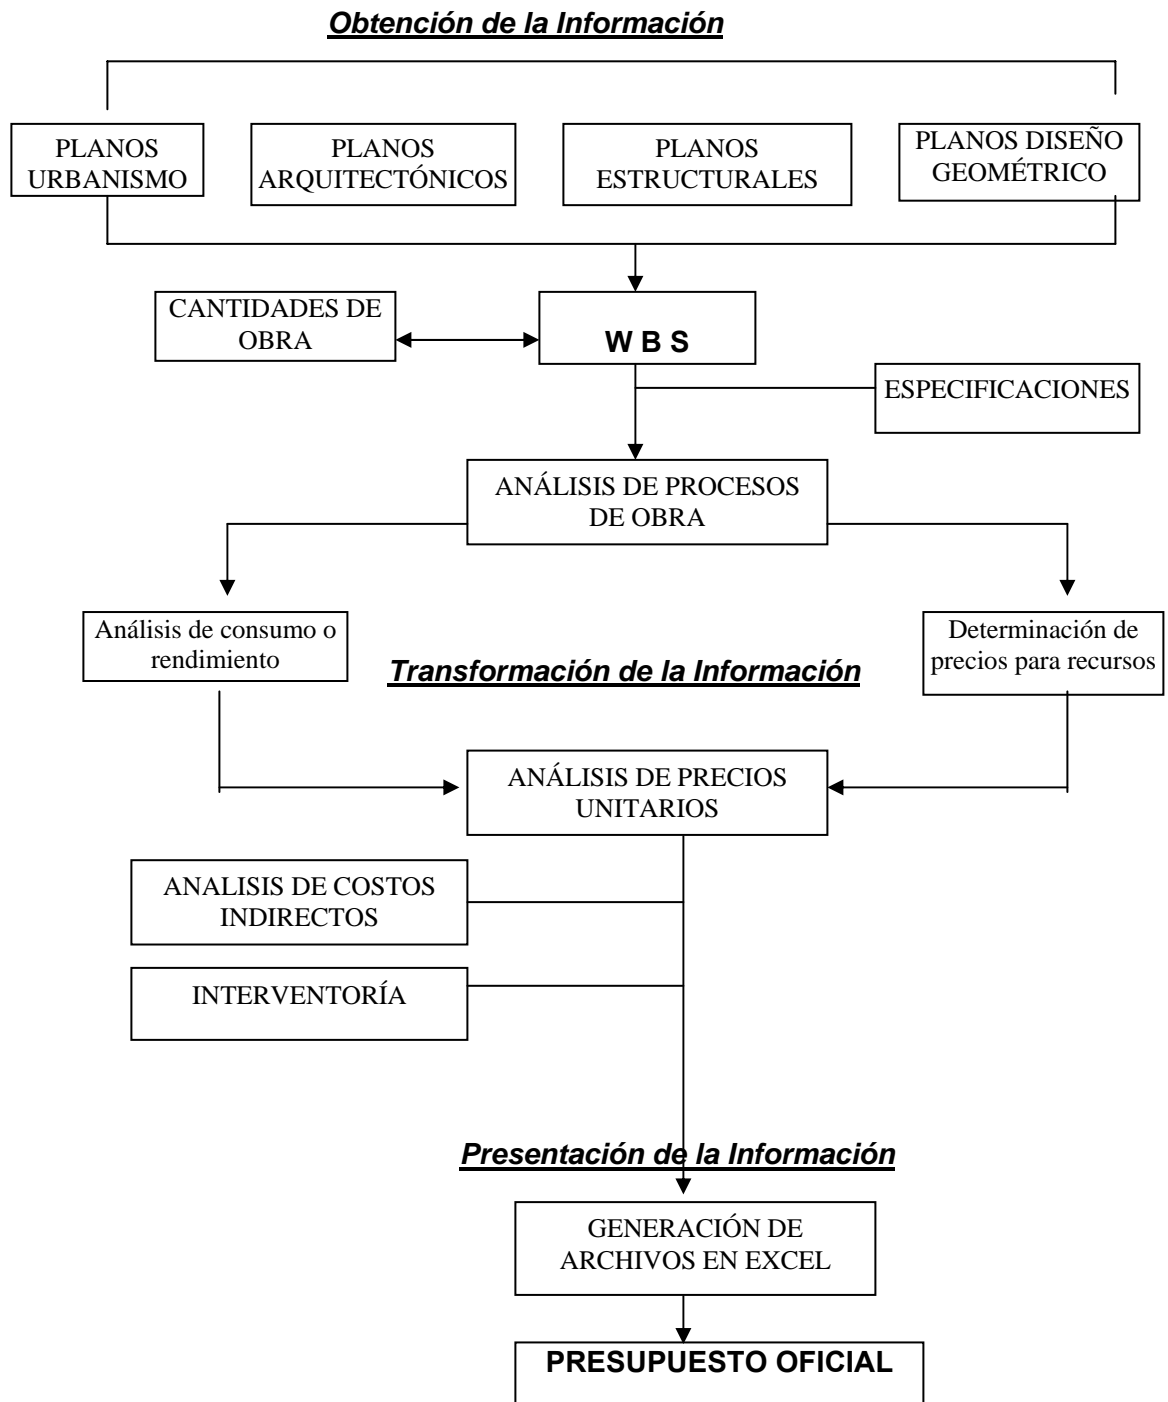 Obtención de la Información
PLANOS
URBANISMO
PLANOS
ARQUITECTÓNICOS
PLANOS
ESTRUCTURALES
PLANOS DISEÑO
GEOMÉTRICO
CANTIDADES DE
OBRA
W B S
ESPECIFICACIONES
ANÁLISIS DE PROCESOS
DE OBRA
Análisis de consumo o
rendimiento
Determinación de
precios para recursos
Transformación de la Información
ANÁLISIS DE PRECIOS
UNITARIOS
ANALISIS DE COSTOS
INDIRECTOS
INTERVENTORÍA
Presentación de la Información
GENERACIÓN DE
ARCHIVOS EN EXCEL
PRESUPUESTO OFICIAL